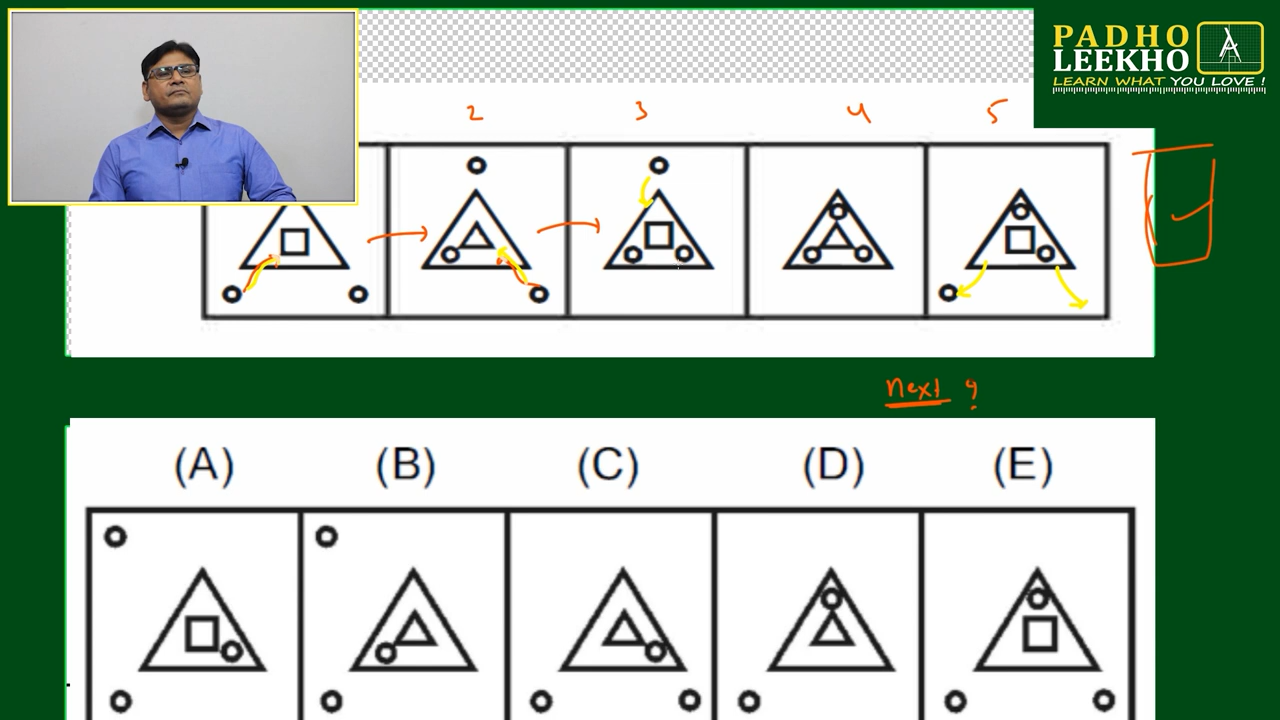 PADHO
LEEKHO
LEARN WHAT YOU LOVE !
2 3 4 5
next ?
(A) (B) (C) (D) (E)